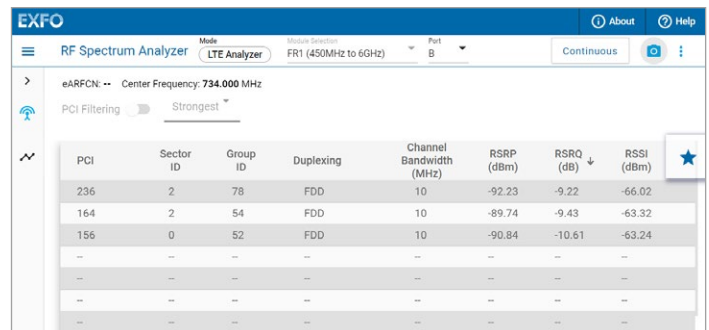 EXFO
About
Help
RF Spectrum Analyzer
Mode
LTE Analyzer
Module Selection
FR1 (450MHz to 6GHz)
Port
B
Continuous
eARFCN: -- Center Frequency: 734.000 MHz
PCI Filtering Strongest
PCI Sector ID Group ID Duplexing Channel Bandwidth (MHz) RSRP (dBm) RSRQ (dB) ↓ RSSI (dBm)
236 2 78 FDD 10 -92.23 -9.22 -66.02
164 2 54 FDD 10 -89.74 -9.43 -63.32
156 0 52 FDD 10 -90.84 -10.61 -63.24
-- -- -- -- -- -- -- --
-- -- -- -- -- -- -- --
-- -- -- -- -- -- -- --
-- -- -- -- -- -- -- --